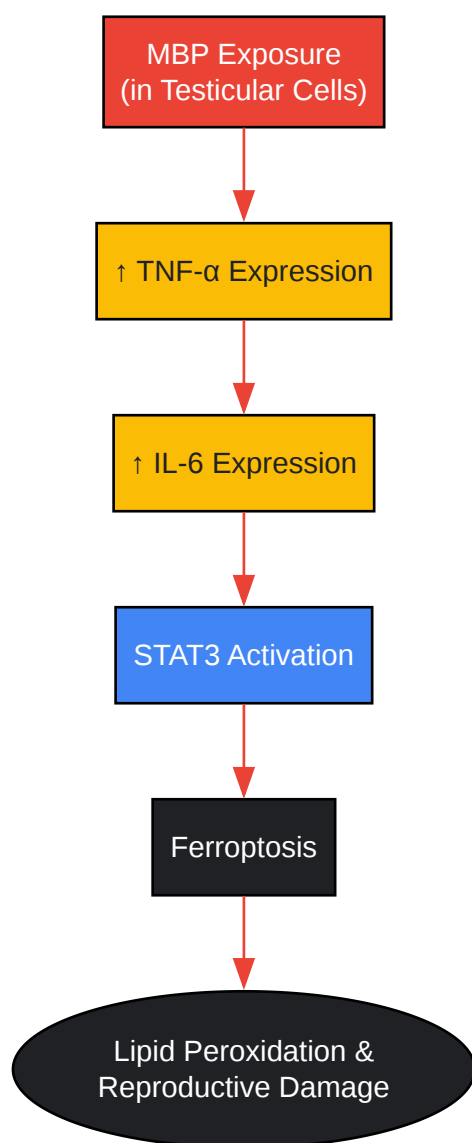 MBP Exposure
(in Testicular Cells)
↑ TNF-α Expression
↑ IL-6 Expression
STAT3 Activation
Ferroptosis
Lipid Peroxidation &
Reproductive Damage